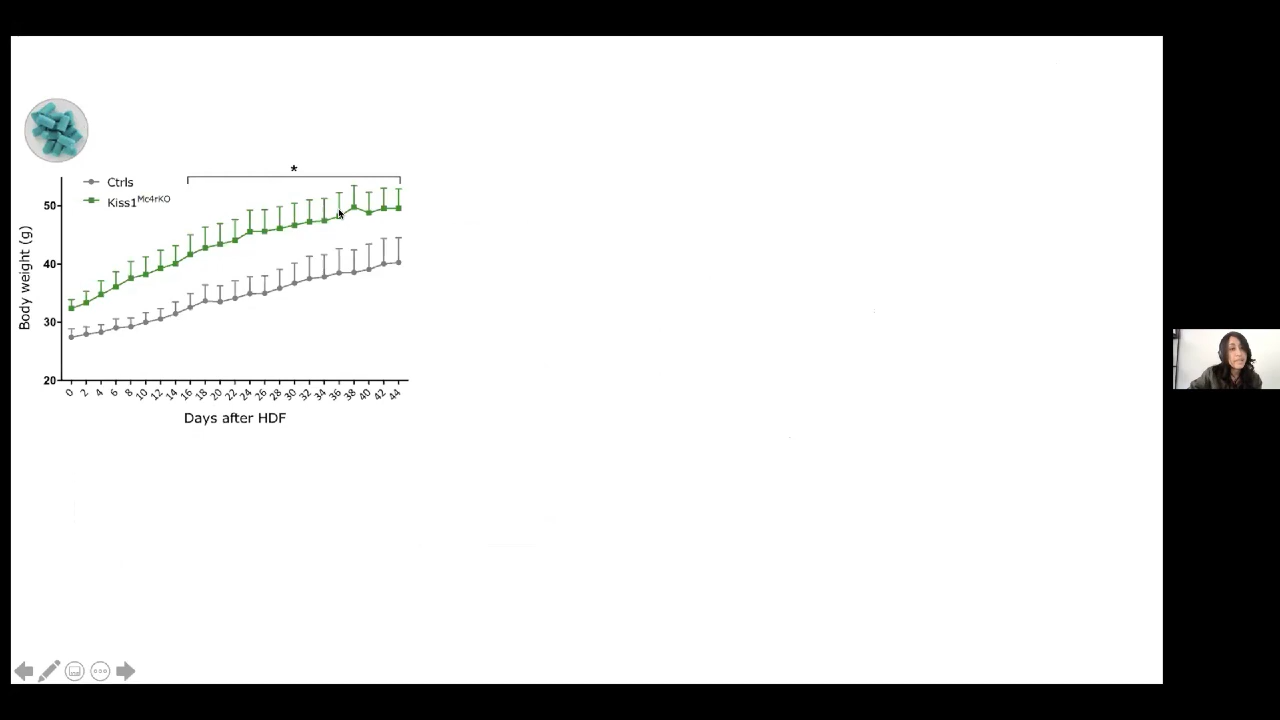 *
Ctrls
Kiss1Mc4rKO
50
40
30
20
Body weight (g)
0 2 4 6 8 10 12 14 16 18 20 22 24 26 28 30 32 34 36 38 40 42 44
Days after HDF